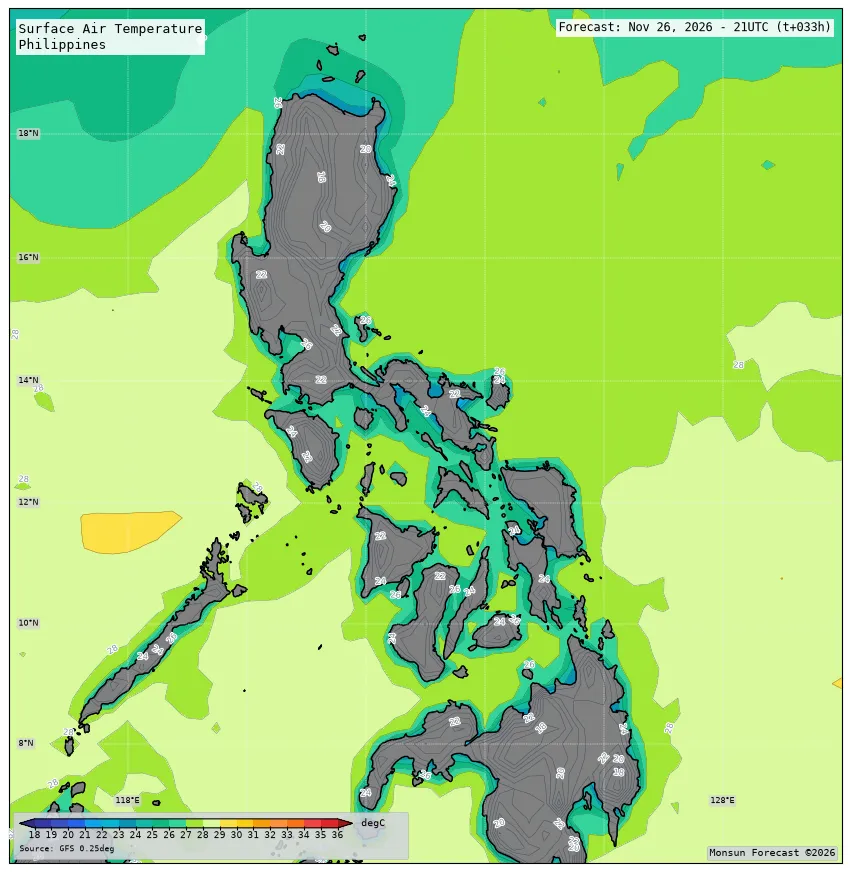 Surface Air Temperature
Philippines
Forecast: Nov 26, 2026 - 21UTC (t+033h)
18°N
16°N
14°N
12°N
10°N
8°N
118°E
128°E
18 19 20 21 22 23 24 25 26 27 28 29 30 31 32 33 34 35 36
degC
Source: GFS 0.25deg
Monsun Forecast ©2026